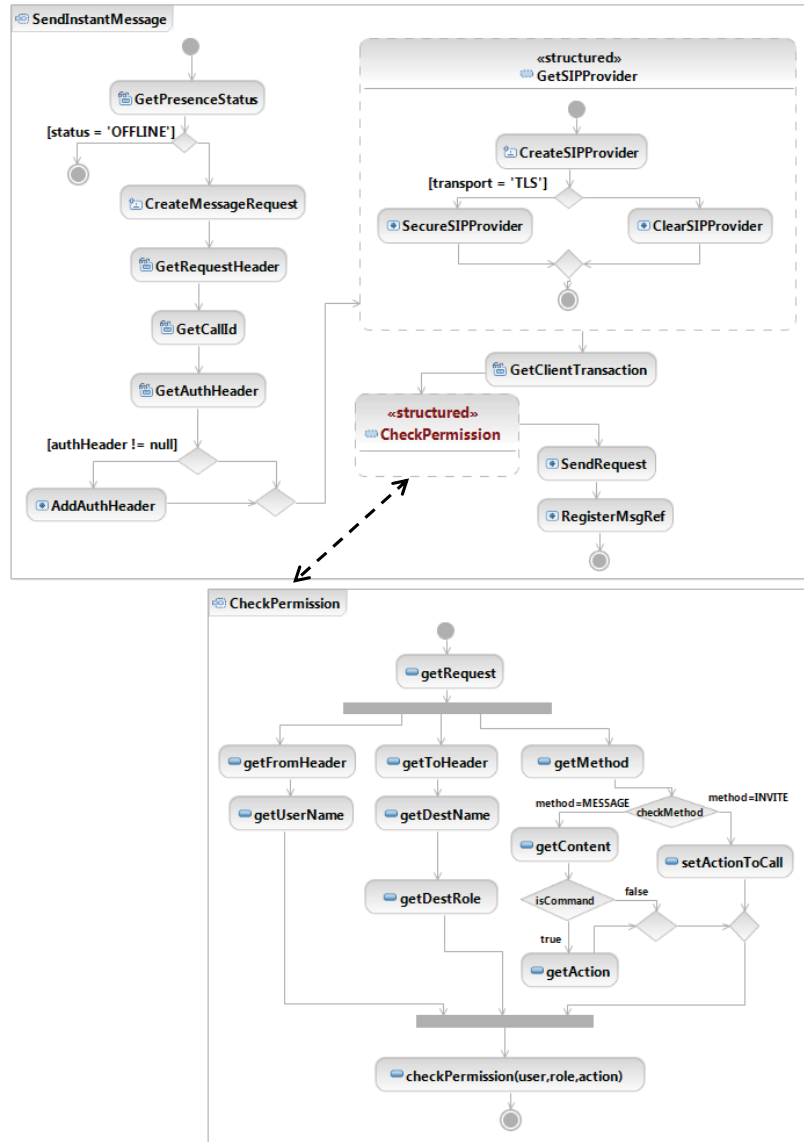 SendInstantMessage
GetPresenceStatus
[status = 'OFFLINE']
CreateMessageRequest
GetRequestHeader
GetCallId
GetAuthHeader
[authHeader != null]
AddAuthHeader
«structured»
GetSIPProvider
CreateSIPProvider
[transport = 'TLS']
SecureSIPProvider
ClearSIPProvider
GetClientTransaction
«structured»
CheckPermission
SendRequest
RegisterMsgRef
CheckPermission
getRequest
getFromHeader
getToHeader
getMethod
getUserName
getDestName
method=MESSAGE
checkMethod
method=INVITE
getContent
setActionToCall
getDestRole
isCommand
false
true
getAction
checkPermission(user,role,action)